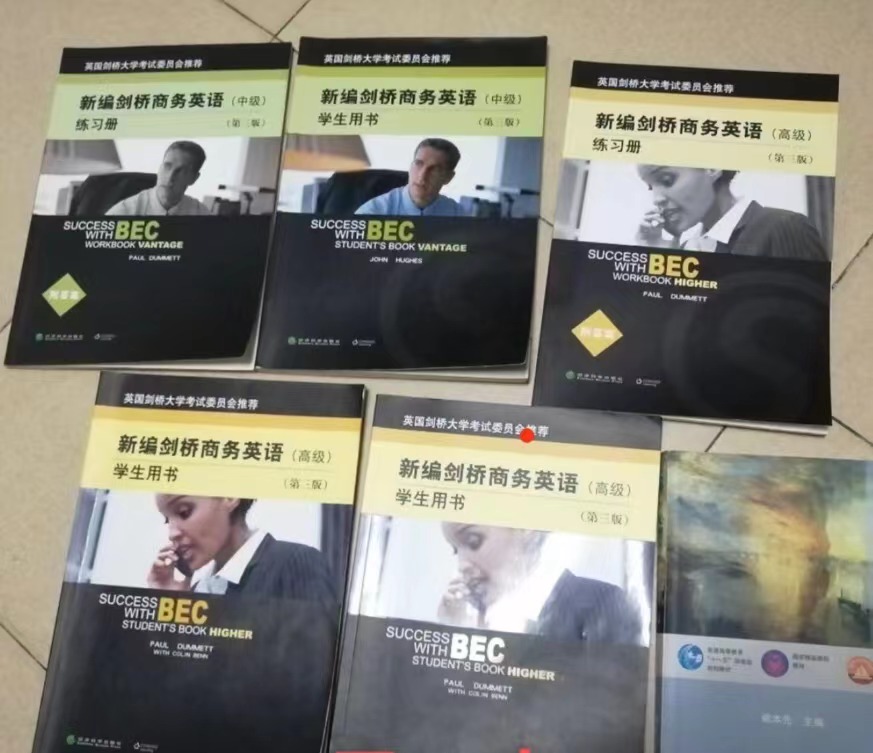 英国剑桥大学考试委员会推荐
新编剑桥商务英语（中级）
练习册
（第三版）
SUCCESS
WITH BEC
WORKBOOK VANTAGE
PAUL DUMMETT
附答案
英国剑桥大学考试委员会推荐
新编剑桥商务英语（中级）
学生用书
（第三版）
SUCCESS
WITH BEC
STUDENT'S BOOK VANTAGE
JOHN HUGHES
英国剑桥大学考试委员会推荐
新编剑桥商务英语（高级）
练习册
（第三版）
SUCCESS
WITH BEC
WORKBOOK HIGHER
PAUL DUMMETT
附答案
英国剑桥大学考试委员会推荐
新编剑桥商务英语（高级）
学生用书
（第三版）
SUCCESS
WITH BEC
STUDENT'S BOOK HIGHER
PAUL DUMMETT
WITH COLIN BENN
英国剑桥大学考试委员会推荐
新编剑桥商务英语（高级）
学生用书
（第三版）
SUCCESS
WITH BEC
STUDENT'S BOOK HIGHER
PAUL DUMMETT
WITH COLIN BENN
主编